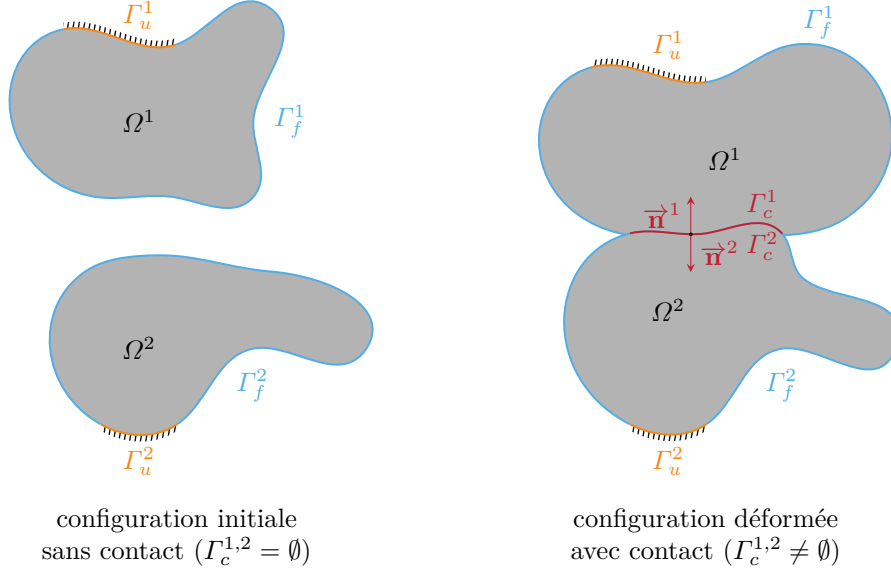 Γ_u^1
Ω^1
Γ_f^1
Ω^2
Γ_f^2
Γ_u^2
configuration initiale
sans contact (Γ_c^{1,2} = ∅)
Γ_u^1
Γ_f^1
Ω^1
n⃗^1
Γ_c^1
n⃗^2
Γ_c^2
Ω^2
Γ_f^2
Γ_u^2
configuration déformée
avec contact (Γ_c^{1,2} ≠ ∅)